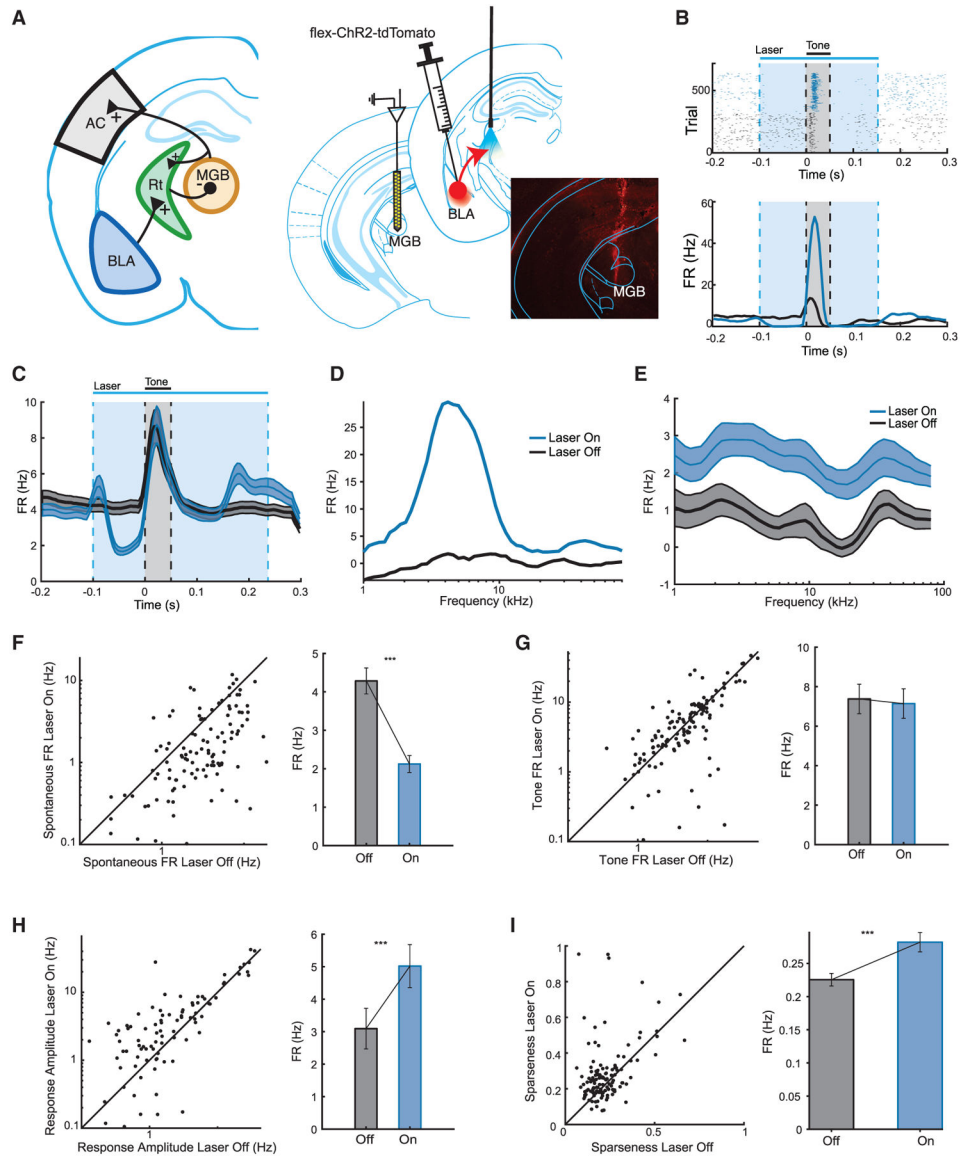 A
AC
+
Rt
+
+
MGB
-
BLA
flex-ChR2-tdTomato
MGB
BLA
MGB
B
Laser
Tone
Trial
500
0
-0.2
-0.1
0
0.1
0.2
0.3
Time (s)
FR (Hz)
60
40
20
0
-0.2
-0.1
0
0.1
0.2
0.3
Time (s)
C
Laser
Tone
FR (Hz)
10
8
6
4
2
0
-0.2
-0.1
0
0.1
0.2
0.3
Time (s)
D
Laser On
Laser Off
FR (Hz)
25
20
15
10
5
0
1
10
Frequency (kHz)
E
Laser On
Laser Off
FR (Hz)
4
3
2
1
0
-1
1
10
100
Frequency (kHz)
F
Spontaneous FR Laser On (Hz)
10
1
0.1
1
Spontaneous FR Laser Off (Hz)
FR (Hz)
5
4
3
2
1
0
***
Off
On
G
Tone FR Laser On (Hz)
10
1
0.1
1
Tone FR Laser Off (Hz)
FR (Hz)
10
8
6
4
2
0
Off
On
H
Response Amplitude Laser On (Hz)
10
1
0.1
1
Response Amplitude Laser Off (Hz)
FR (Hz)
7
6
5
4
3
2
1
0
***
Off
On
I
Sparseness Laser On
1
0.8
0.6
0.4
0.2
0
0
0.5
1
Sparseness Laser Off
FR (Hz)
0.25
0.2
0.15
0.1
0.05
0
***
Off
On